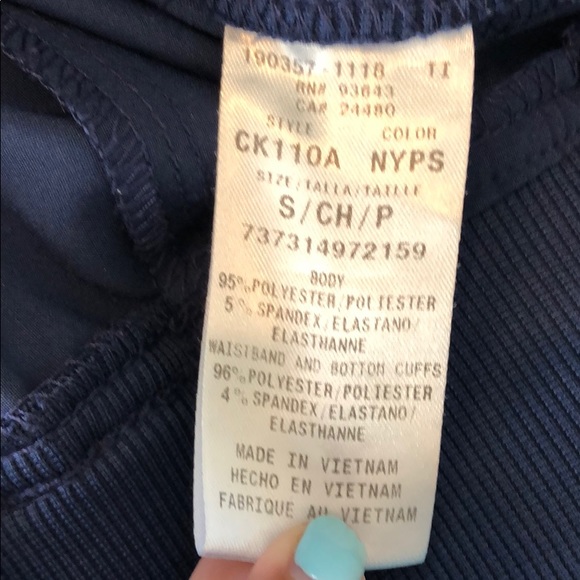 190357-1118 TI
RN# 93643
CA# 24480
STYLE COLOR
CK110A NYPS
SIZE/TALLA/TAILLE
S/CH/P
737314972159
BODY
95% POLYESTER/POLIESTER
5% SPANDEX/ELASTANO/
ELASTHANNE
WAISTBAND AND BOTTOM CUFFS
96% POLYESTER/POLIESTER
4% SPANDEX/ELASTANO/
ELASTHANNE
MADE IN VIETNAM
HECHO EN VIETNAM
FABRIQUE AU VIETNAM